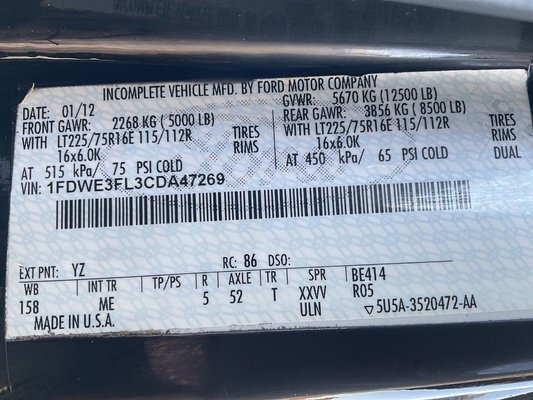 INCOMPLETE VEHICLE MFD. BY FORD MOTOR COMPANY
DATE: 01/12 GVWR: 5670 KG (12500 LB)
FRONT GAWR: 2268 KG ( 5000 LB) REAR GAWR: 3856 KG ( 8500 LB)
WITH LT225/75R16E 115/112R TIRES WITH LT225/75R16E 115/112R TIRES
16x6.0K RIMS 16x6.0K RIMS
AT 515 kPa/ 75 PSI COLD AT 450 kPa/ 65 PSI COLD DUAL
VIN: 1FDWE3FL3CDA47269
EXT PNT: YZ RC: 86 DSO:
WB INT TR TP/PS R AXLE TR SPR BE414
158 ME 5 52 T XXVV R05
ULN
MADE IN U.S.A. ▽5U5A-3520472-AA